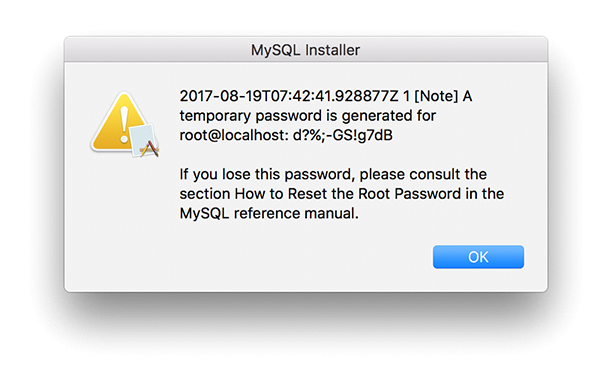 MySQL Installer
2017-08-19T07:42:41.928877Z 1 [Note] A
temporary password is generated for
root@localhost: d?%;-GS!g7dB
If you lose this password, please consult the
section How to Reset the Root Password in the
MySQL reference manual.
OK